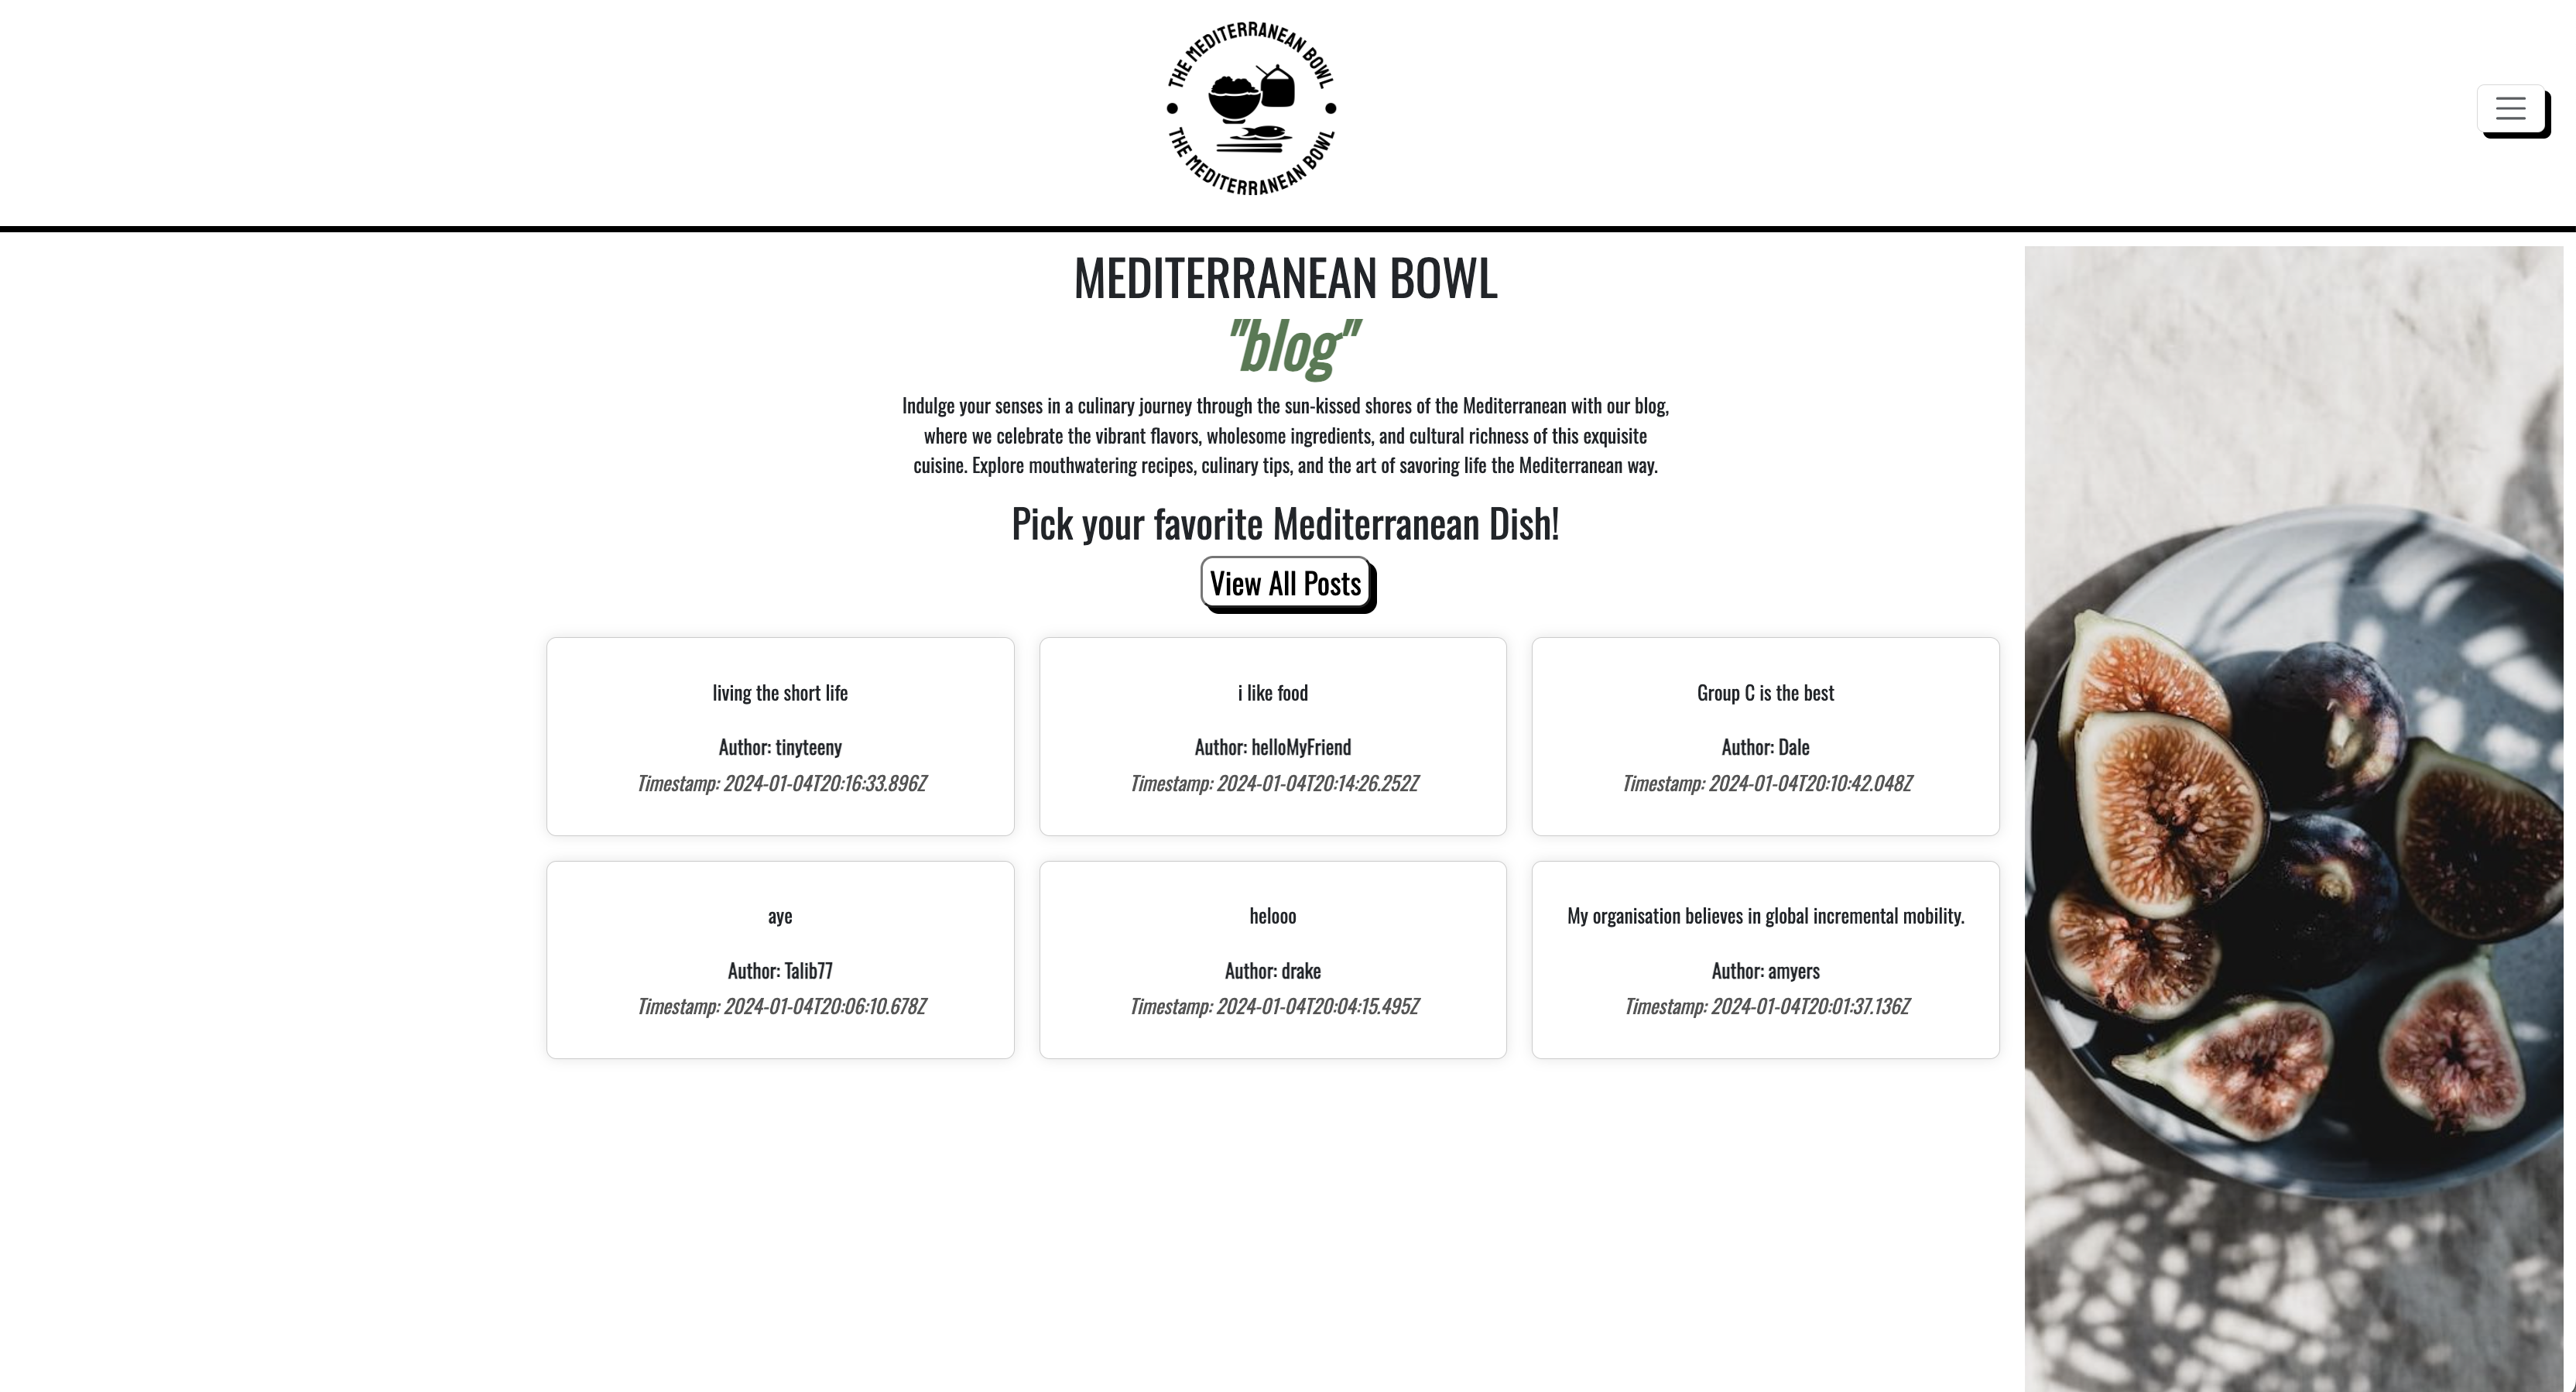 THE MEDITERRANEAN BOWL
THE MEDITERRANEAN BOWL
MEDITERRANEAN BOWL
"blog"
Indulge your senses in a culinary journey through the sun-kissed shores of the Mediterranean with our blog,
where we celebrate the vibrant flavors, wholesome ingredients, and cultural richness of this exquisite
cuisine. Explore mouthwatering recipes, culinary tips, and the art of savoring life the Mediterranean way.
Pick your favorite Mediterranean Dish!
View All Posts
living the short life
Author: tinyteeny
Timestamp: 2024-01-04T20:16:33.896Z
i like food
Author: helloMyFriend
Timestamp: 2024-01-04T20:14:26.252Z
Group C is the best
Author: Dale
Timestamp: 2024-01-04T20:10:42.048Z
aye
Author: Talib77
Timestamp: 2024-01-04T20:06:10.678Z
helooo
Author: drake
Timestamp: 2024-01-04T20:04:15.495Z
My organisation believes in global incremental mobility.
Author: amyers
Timestamp: 2024-01-04T20:01:37.136Z